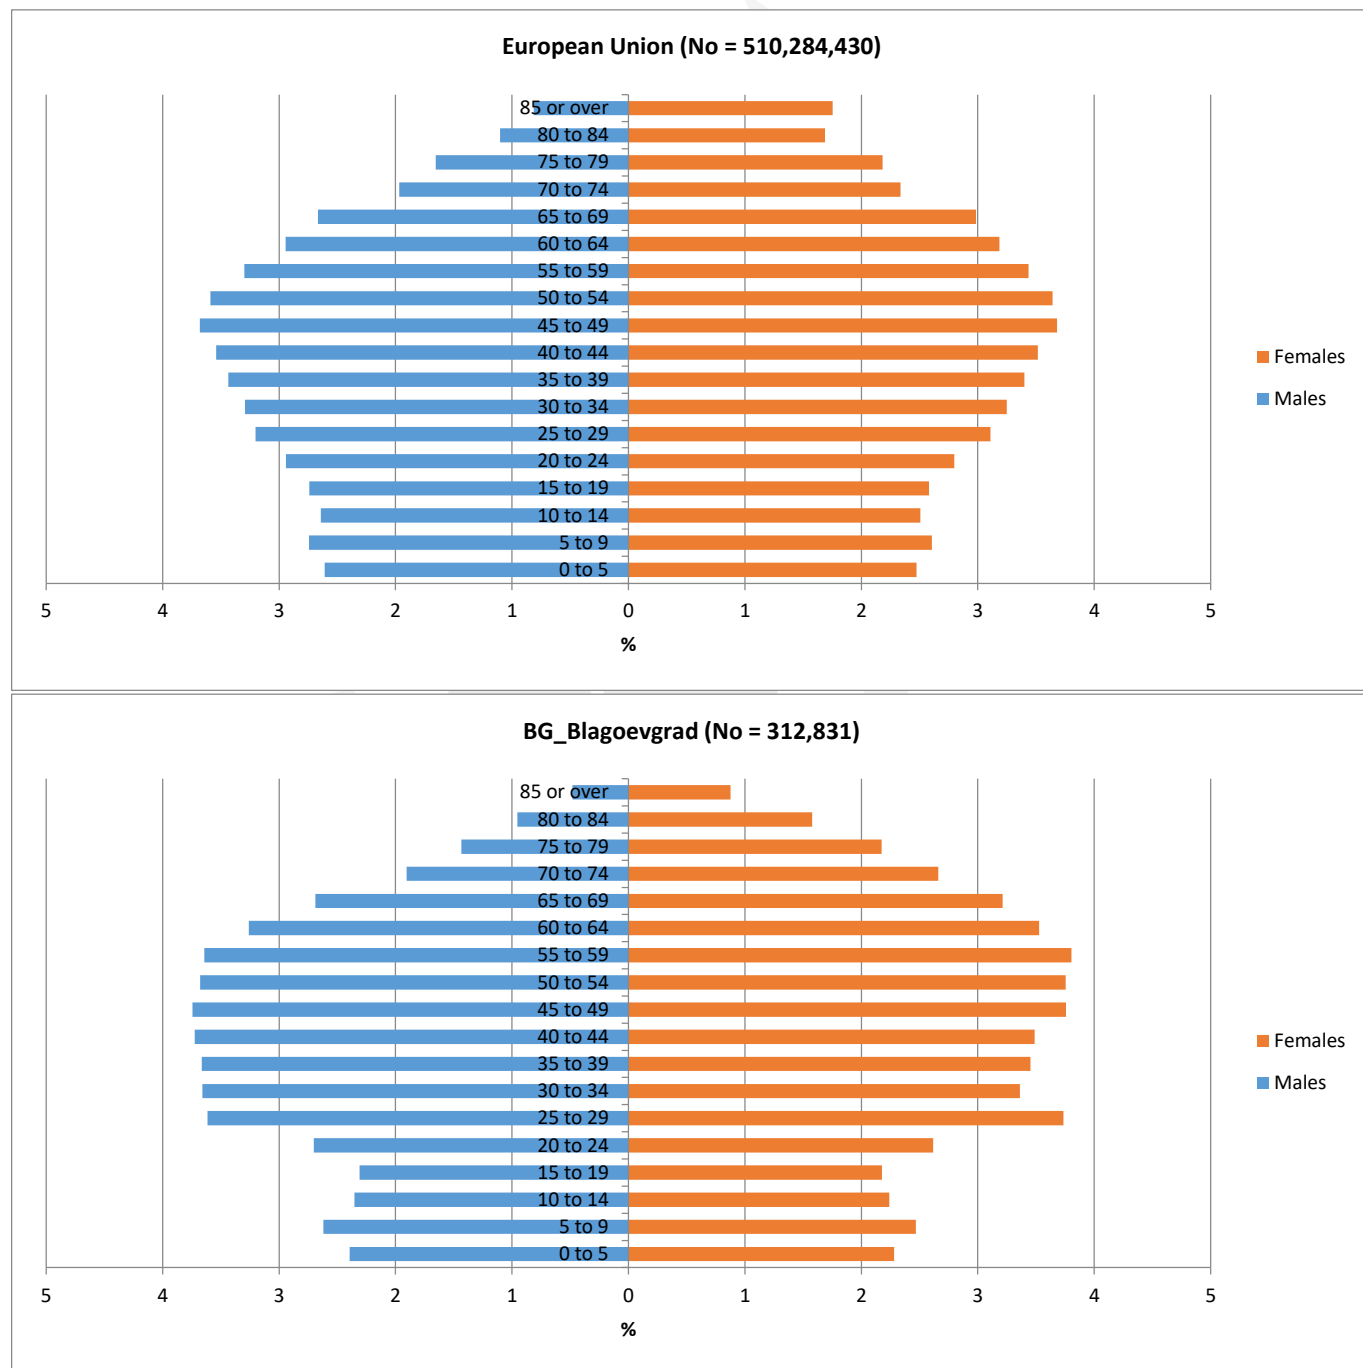 European Union (No = 510,284,430)
85 or over
80 to 84
75 to 79
70 to 74
65 to 69
60 to 64
55 to 59
50 to 54
45 to 49
40 to 44
35 to 39
30 to 34
25 to 29
20 to 24
15 to 19
10 to 14
5 to 9
0 to 5
5 4 3 2 1 0 1 2 3 4 5
%
Females
Males
BG_Blagoevgrad (No = 312,831)
85 or over
80 to 84
75 to 79
70 to 74
65 to 69
60 to 64
55 to 59
50 to 54
45 to 49
40 to 44
35 to 39
30 to 34
25 to 29
20 to 24
15 to 19
10 to 14
5 to 9
0 to 5
5 4 3 2 1 0 1 2 3 4 5
%
Females
Males